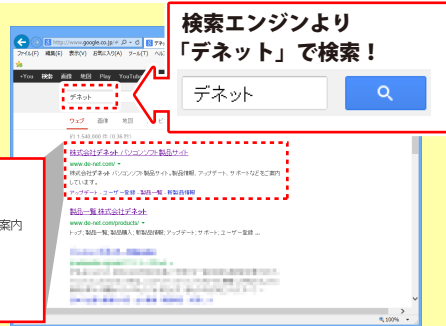 検索エンジンより
「デネット」で検索！
デネット
http://www.google.co.jp/
ファイル(F) 編集(E) 表示(V) お気に入り(A) ツール(T)
+You 検索 画像 地図 Play YouTube
デネット
ウェブ 画像 地図
株式会社デネット パソコンソフト製品サイト
www.de-net.com/
株式会社デネット パソコンソフト製品サイト。製品情報、アップデート、サポートなどをご案内
しています。
アップデート - ユーザー登録 - 製品一覧 - 新製品情報
製品一覧 株式会社デネット
www.de-net.com/products/
トップ; 製品一覧; 製品購入; 新製品情報; アップデート; サポート; ユーザー登録 ...
案内
100%